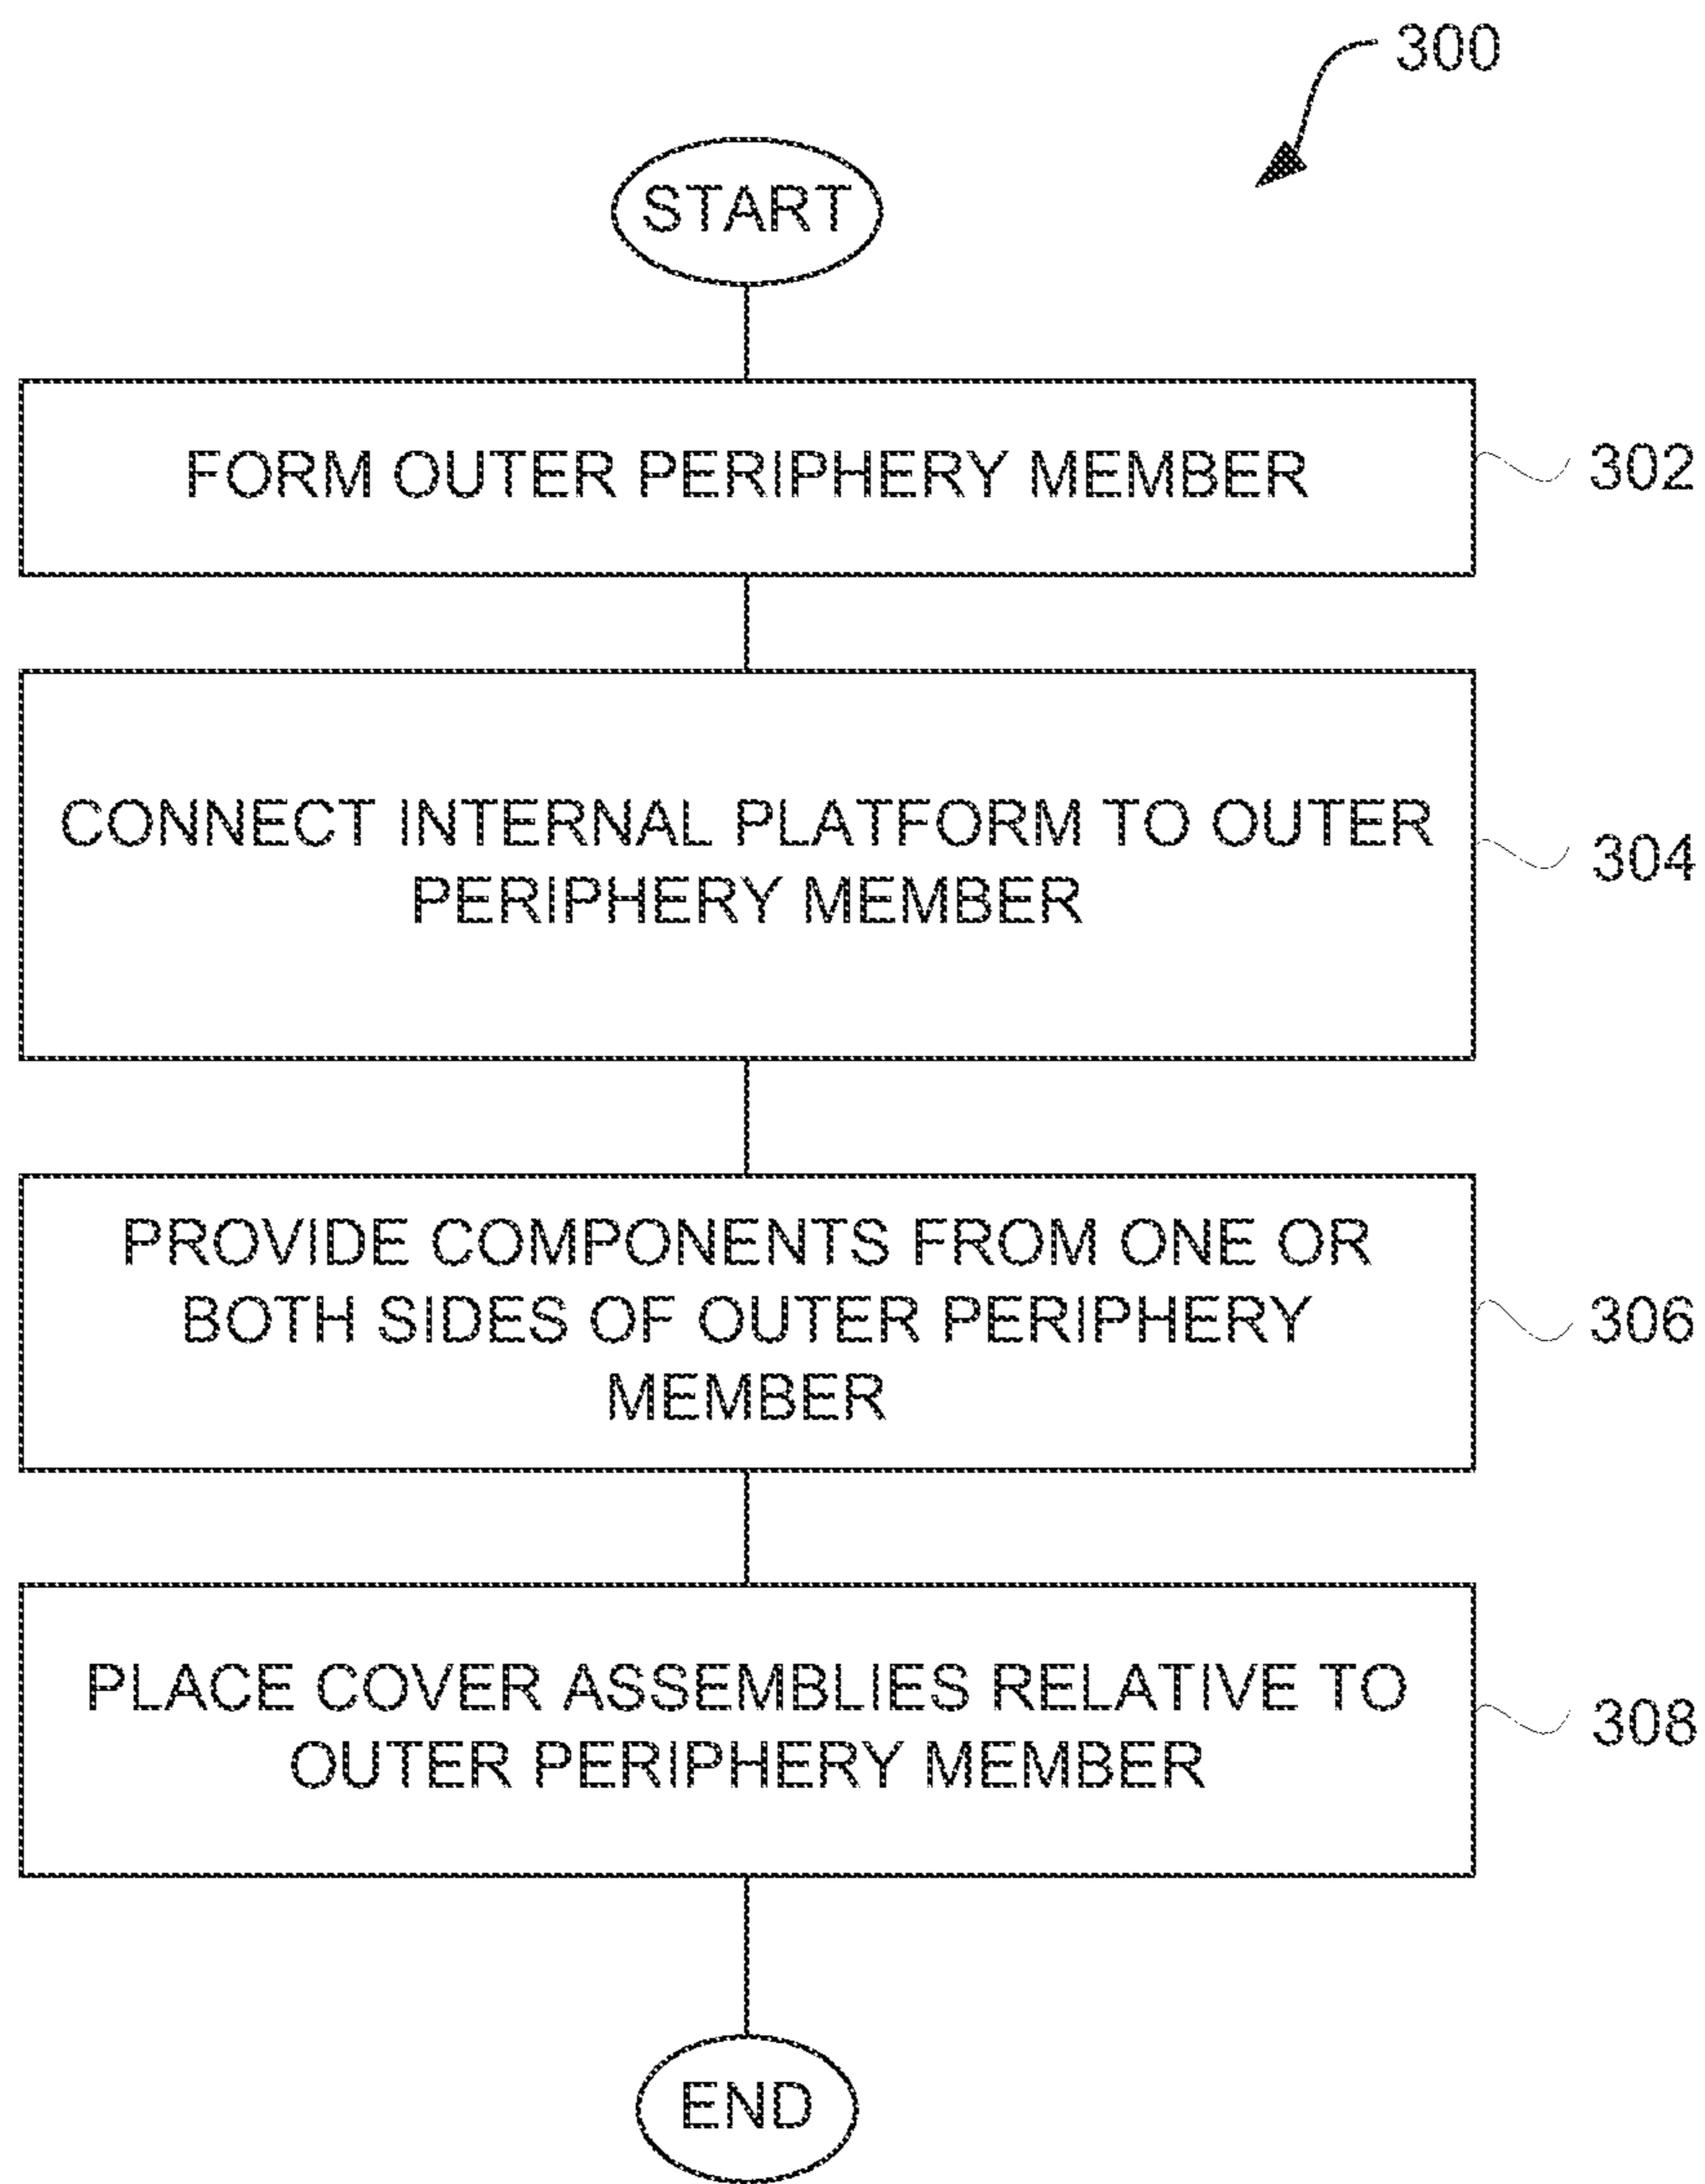 300
START
FORM OUTER PERIPHERY MEMBER
302
CONNECT INTERNAL PLATFORM TO OUTER
PERIPHERY MEMBER
304
PROVIDE COMPONENTS FROM ONE OR
BOTH SIDES OF OUTER PERIPHERY
MEMBER
306
PLACE COVER ASSEMBLIES RELATIVE TO
OUTER PERIPHERY MEMBER
308
END